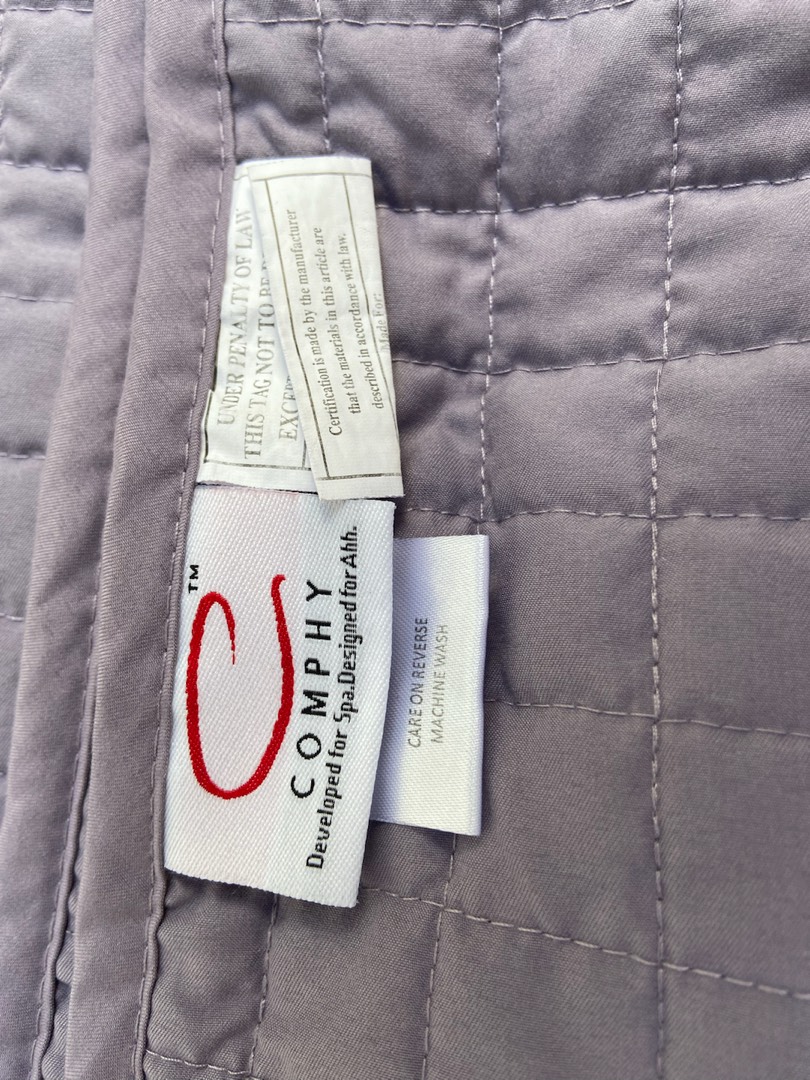 UNDER PENALTY OF LAW
THIS TAG NOT TO BE
Certification is made by the manufacturer
that the materials in this article are
described in accordance with law.
Made For:
™
COMPHY
Developed for Spa. Designed for Ahh.
CARE ON REVERSE
MACHINE WASH